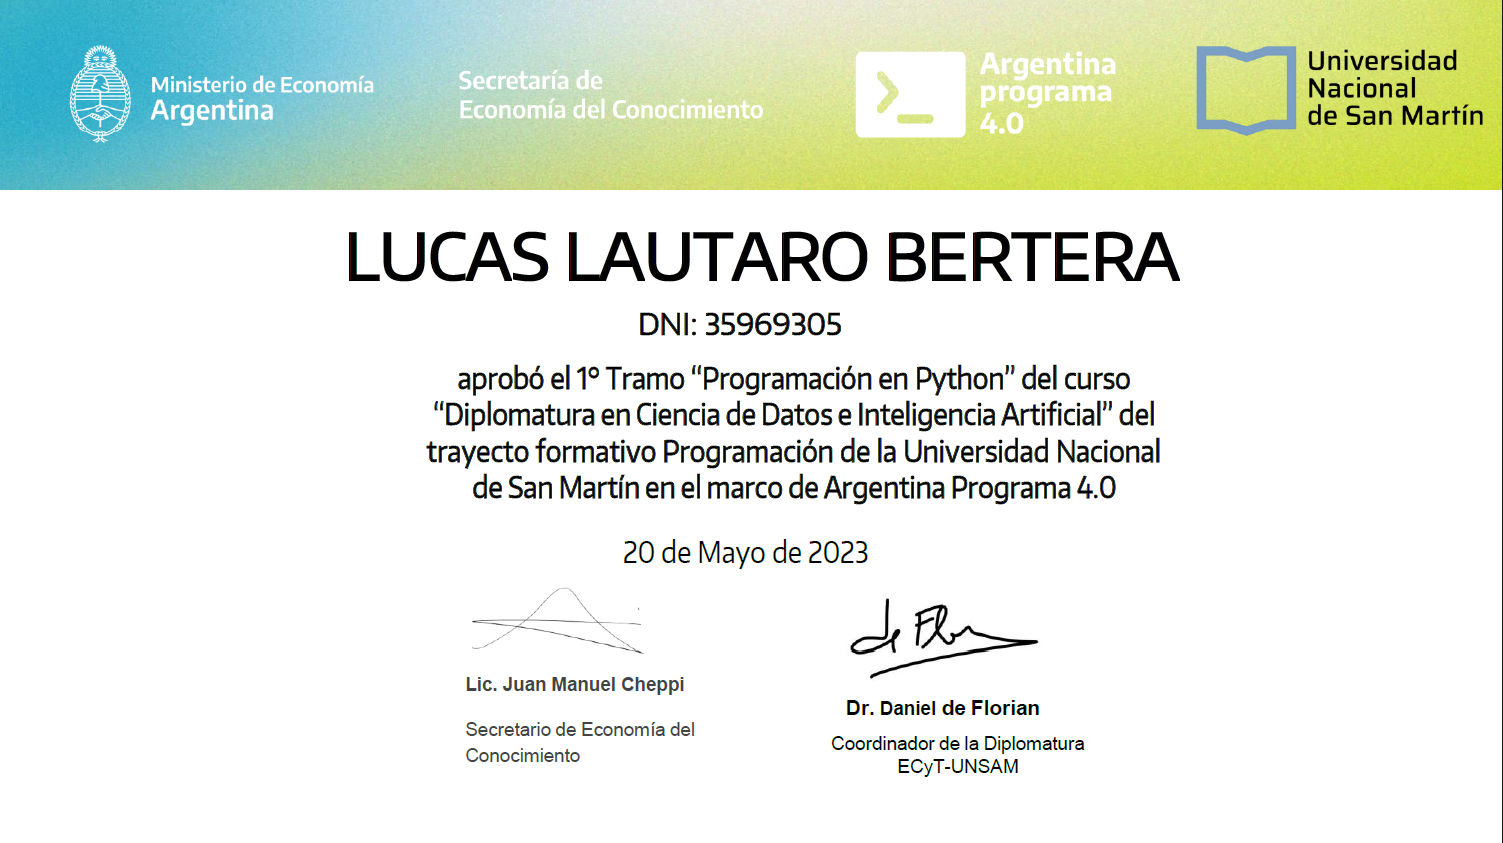 Ministerio de Economía
Argentina
Secretaría de
Economía del Conocimiento
Argentina
programa
4.0
Universidad
Nacional
de San Martín
LUCAS LAUTARO BERTERA
DNI: 35969305
aprobó el 1° Tramo “Programación en Python” del curso
“Diplomatura en Ciencia de Datos e Inteligencia Artificial” del
trayecto formativo Programación de la Universidad Nacional
de San Martín en el marco de Argentina Programa 4.0
20 de Mayo de 2023
de Flor
Lic. Juan Manuel Cheppi
Secretario de Economía del
Conocimiento
Dr. Daniel de Florian
Coordinador de la Diplomatura
ECyT-UNSAM